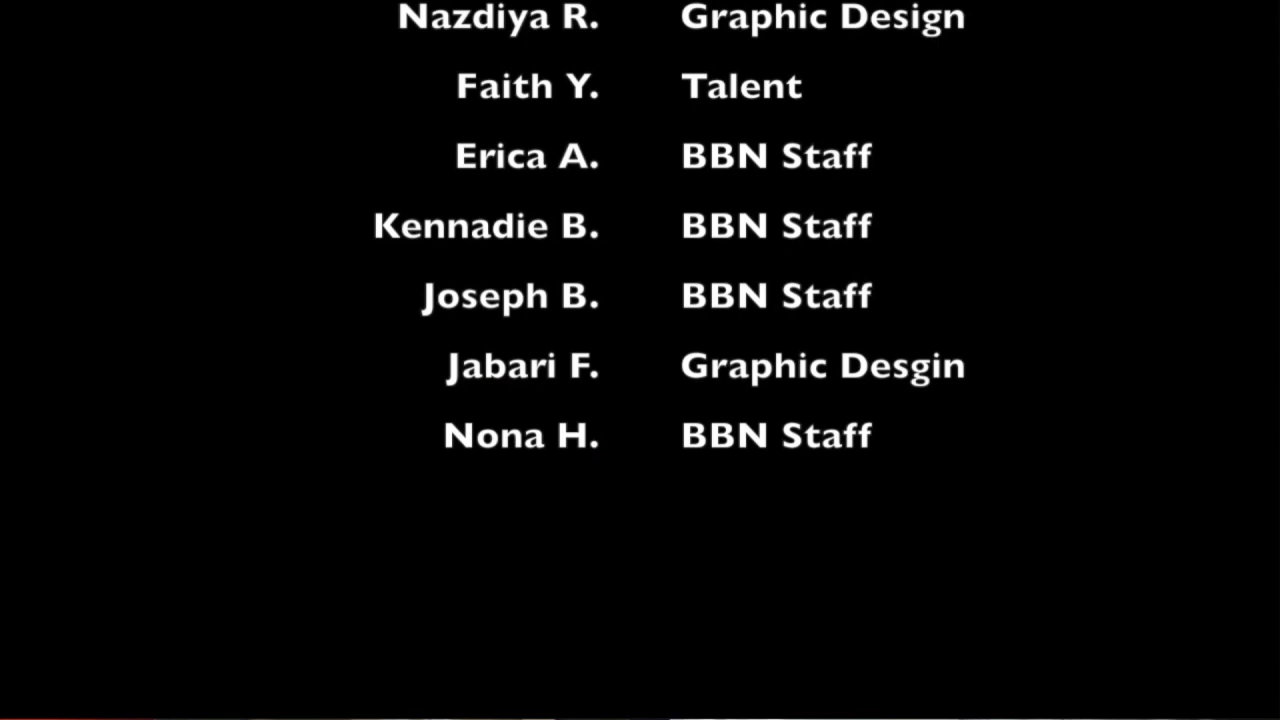 Nazdiya R. Graphic Design
Faith Y. Talent
Erica A. BBN Staff
Kennadie B. BBN Staff
Joseph B. BBN Staff
Jabari F. Graphic Desgin
Nona H. BBN Staff